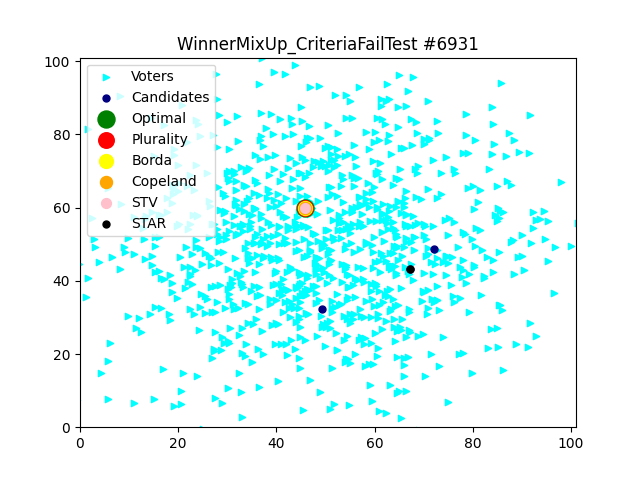 WinnerMixUp_CriteriaFailTest #6931
100
80
60
40
20
0
0 20 40 60 80 100
Voters
Candidates
Optimal
Plurality
Borda
Copeland
STV
STAR